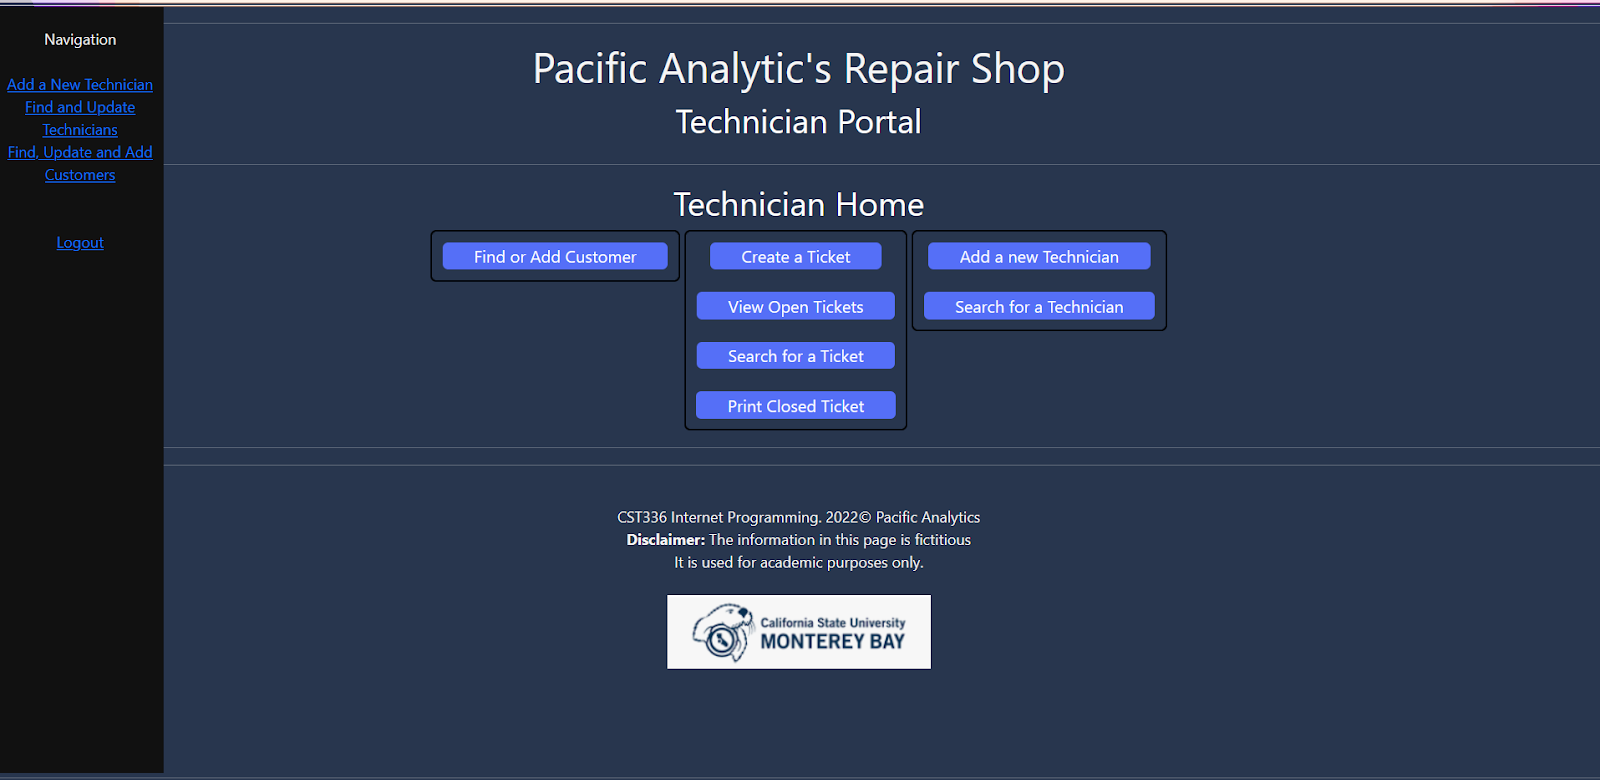 Navigation
Add a New Technician
Find and Update
Technicians
Find, Update and Add
Customers
Logout
Pacific Analytic's Repair Shop
Technician Portal
Technician Home
Find or Add Customer
Create a Ticket
View Open Tickets
Search for a Ticket
Print Closed Ticket
Add a new Technician
Search for a Technician
CST336 Internet Programming. 2022© Pacific Analytics
Disclaimer: The information in this page is fictitious
It is used for academic purposes only.
California State University
MONTEREY BAY